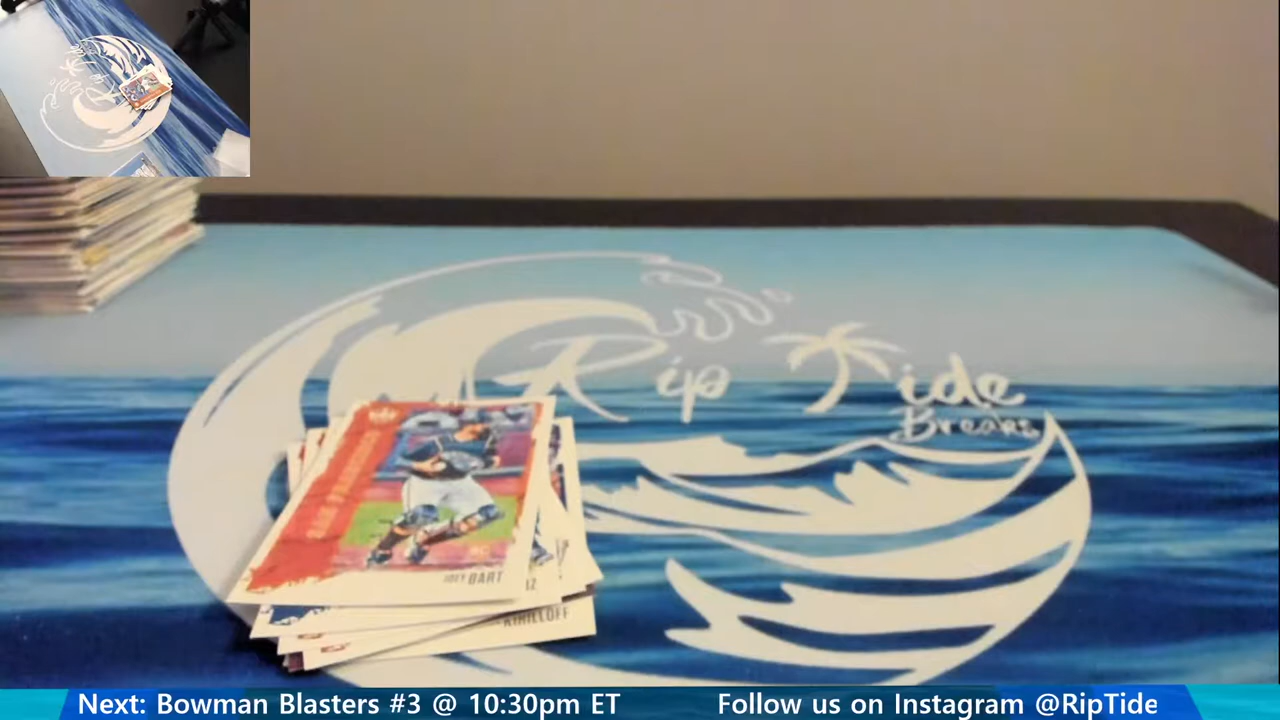 Rip Tide
Breaks
SAN FRANCISCO
RC
JOEY BART
KIRILLOFF
Next: Bowman Blasters #3 @ 10:30pm ET
Follow us on Instagram @RipTide